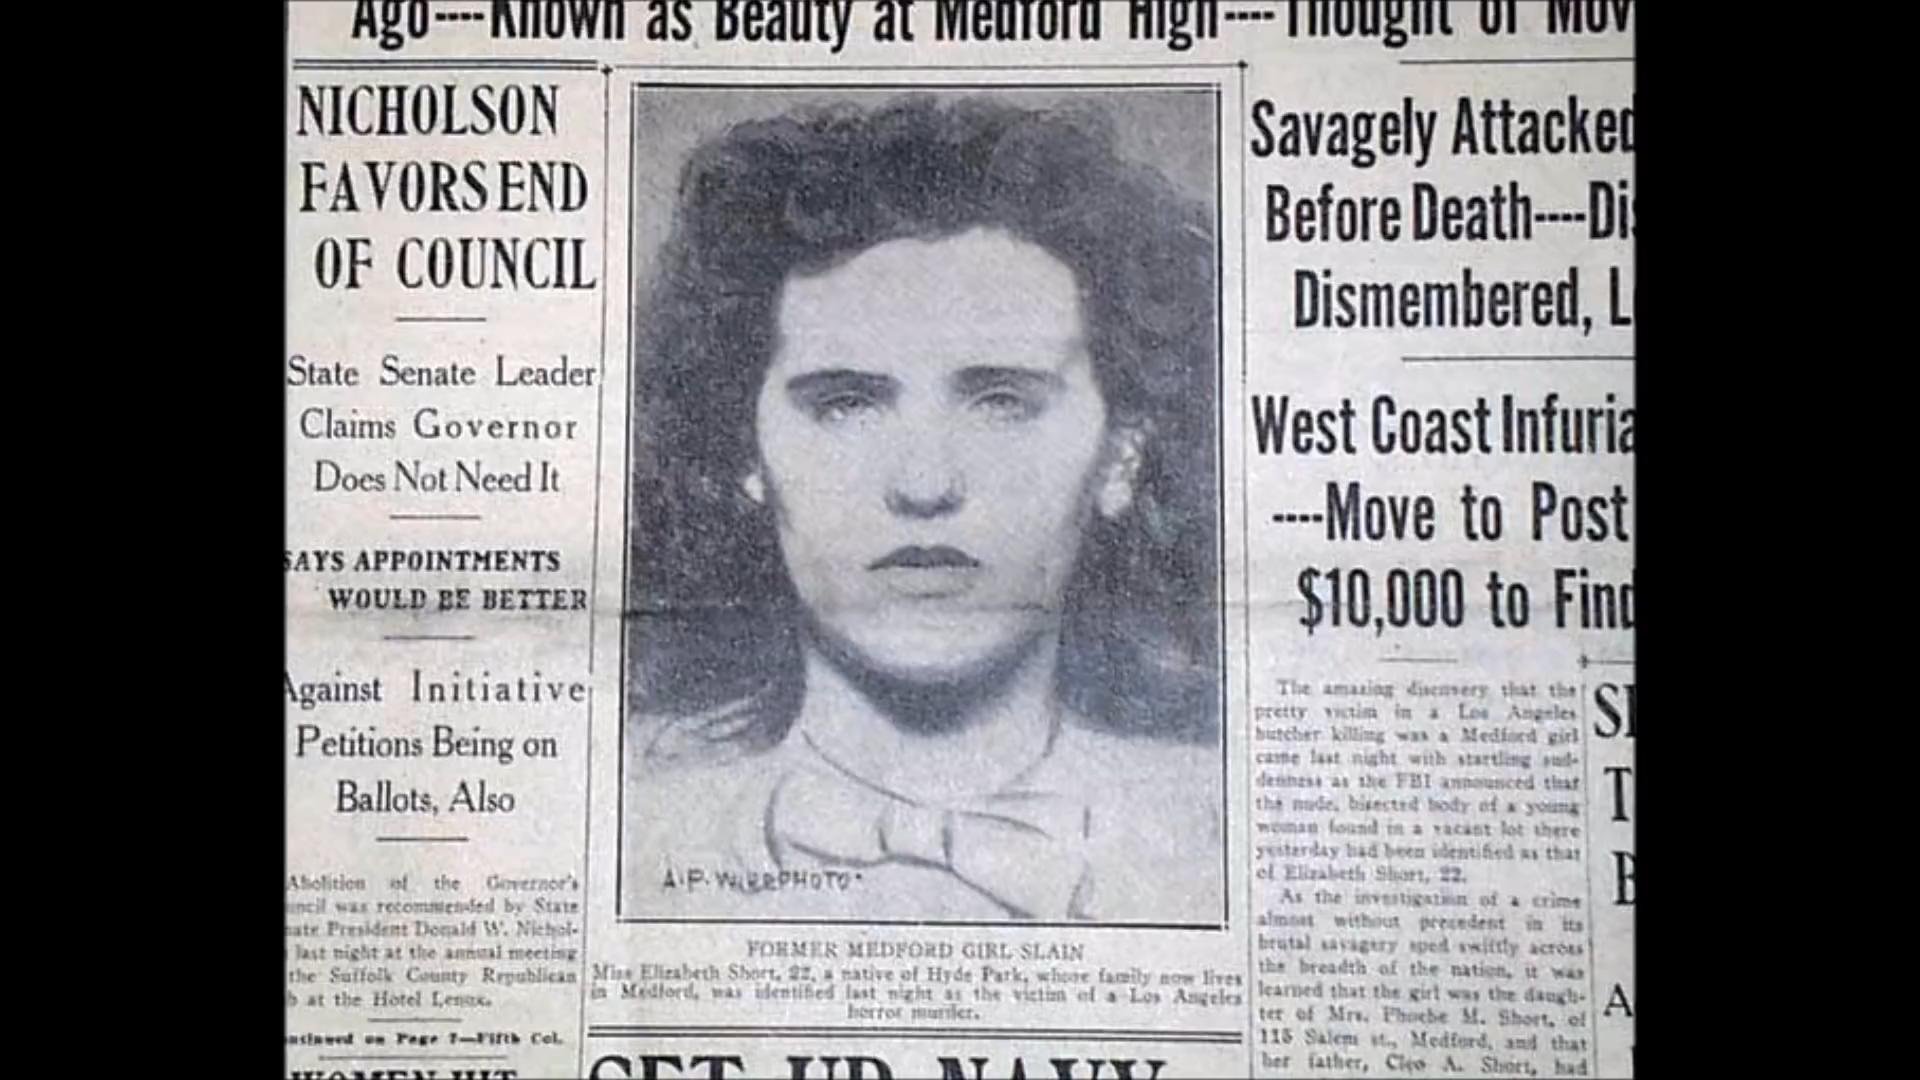 Ago----Known as Beauty at Medford High----Thought of Mov
NICHOLSON
FAVORS END
OF COUNCIL
State Senate Leader
Claims Governor
Does Not Need It
SAYS APPOINTMENTS
WOULD BE BETTER
Against Initiative
Petitions Being on
Ballots, Also
Abolition of the Governor's
ncil was recommended by State
ate President Donald W. Nichol-
last night at the annual meeting
the Suffolk County Republican
b at the Hotel Lenox.
ntinued on Page 7—Fifth Col.
WOMEN HIT
A.P. WIREPHOTO
FORMER MEDFORD GIRL SLAIN
Miss Elizabeth Short, 22, a native of Hyde Park, whose family now lives
in Medford, was identified last night as the victim of a Los Angeles
horror murder.
SET UP NAVY
Savagely Attacked
Before Death----Dis
Dismembered, L
West Coast Infuria
----Move to Post
$10,000 to Find
The amazing discovery that the
pretty victim in a Los Angeles
butcher killing was a Medford girl
came last night with startling sud-
denness as the FBI announced that
the nude, bisected body of a young
woman found in a vacant lot there
yesterday had been identified as that
of Elizabeth Short, 22.
As the investigation of a crime
almost without precedent in its
brutal savagery sped swiftly across
the breadth of the nation, it was
learned that the girl was the daugh-
ter of Mrs. Phoebe M. Short, of
115 Salem st., Medford, and that
her father, Cleo A. Short, had
T
B
A